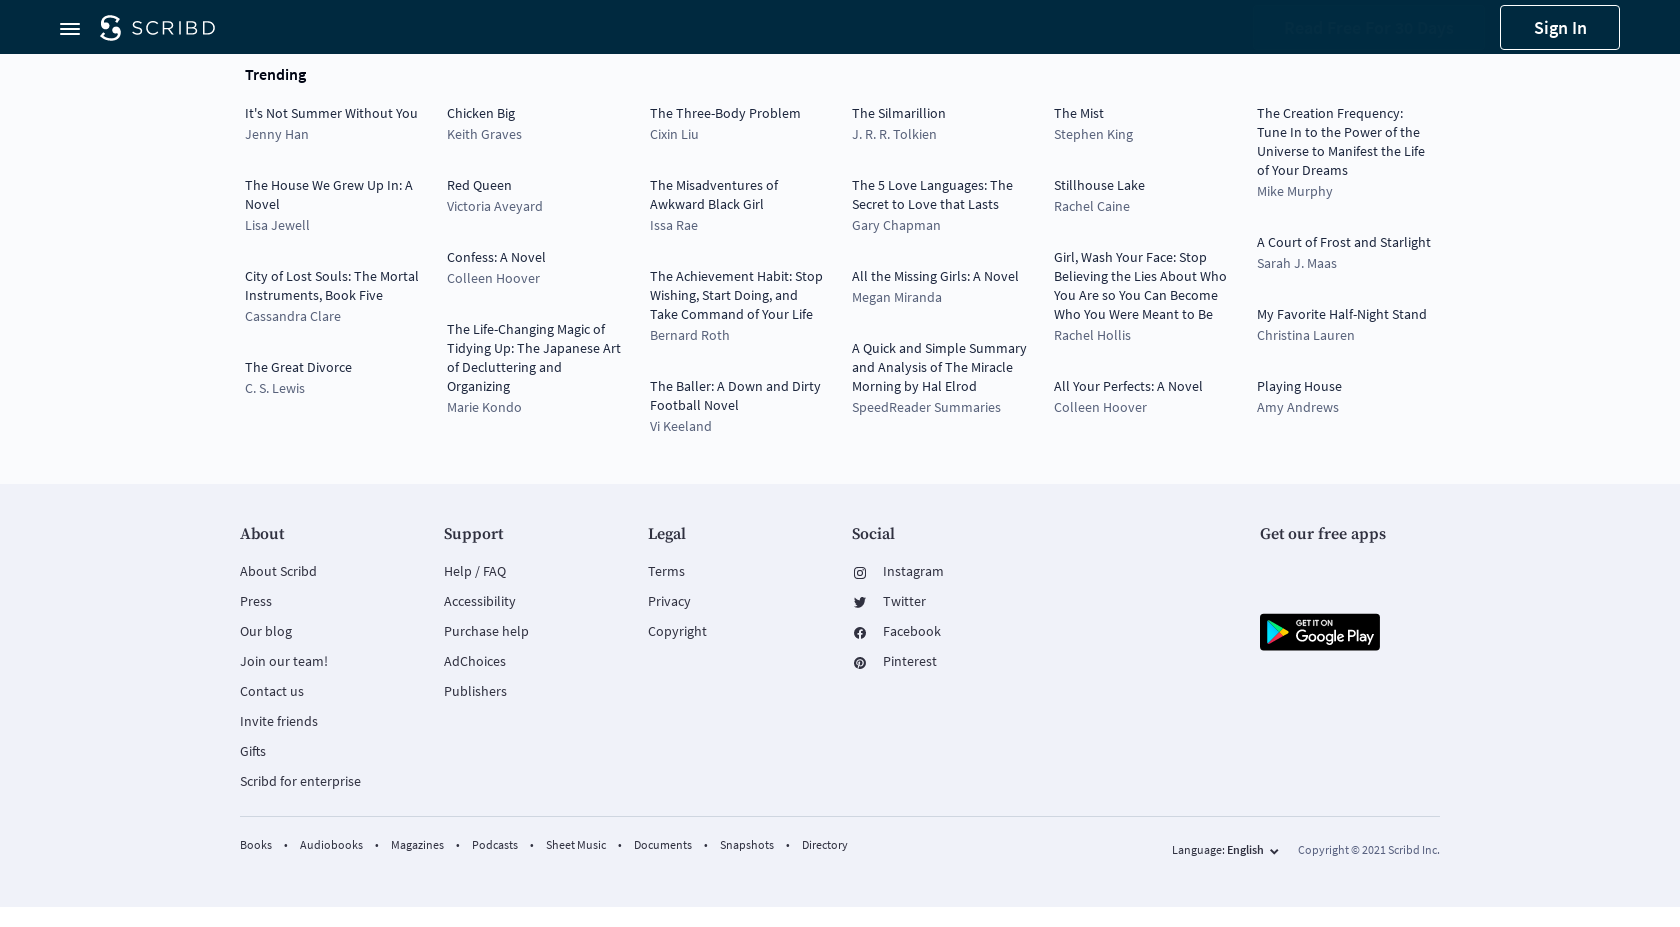 SCRIBD
Sign In
Trending
It's Not Summer Without You
Jenny Han
The House We Grew Up In: A
Novel
Lisa Jewell
City of Lost Souls: The Mortal
Instruments, Book Five
Cassandra Clare
The Great Divorce
C. S. Lewis
Chicken Big
Keith Graves
Red Queen
Victoria Aveyard
Confess: A Novel
Colleen Hoover
The Life-Changing Magic of
Tidying Up: The Japanese Art
of Decluttering and
Organizing
Marie Kondo
The Three-Body Problem
Cixin Liu
The Misadventures of
Awkward Black Girl
Issa Rae
The Achievement Habit: Stop
Wishing, Start Doing, and
Take Command of Your Life
Bernard Roth
The Baller: A Down and Dirty
Football Novel
Vi Keeland
The Silmarillion
J. R. R. Tolkien
The 5 Love Languages: The
Secret to Love that Lasts
Gary Chapman
All the Missing Girls: A Novel
Megan Miranda
A Quick and Simple Summary
and Analysis of The Miracle
Morning by Hal Elrod
SpeedReader Summaries
The Mist
Stephen King
Stillhouse Lake
Rachel Caine
Girl, Wash Your Face: Stop
Believing the Lies About Who
You Are so You Can Become
Who You Were Meant to Be
Rachel Hollis
All Your Perfects: A Novel
Colleen Hoover
The Creation Frequency:
Tune In to the Power of the
Universe to Manifest the Life
of Your Dreams
Mike Murphy
A Court of Frost and Starlight
Sarah J. Maas
My Favorite Half-Night Stand
Christina Lauren
Playing House
Amy Andrews
About
About Scribd
Press
Our blog
Join our team!
Contact us
Invite friends
Gifts
Scribd for enterprise
Support
Help / FAQ
Accessibility
Purchase help
AdChoices
Publishers
Legal
Terms
Privacy
Copyright
Social
Instagram
Twitter
Facebook
Pinterest
Get our free apps
GET IT ON
Google Play
Books • Audiobooks • Magazines • Podcasts • Sheet Music • Documents • Snapshots • Directory
Language: English
Copyright © 2021 Scribd Inc.